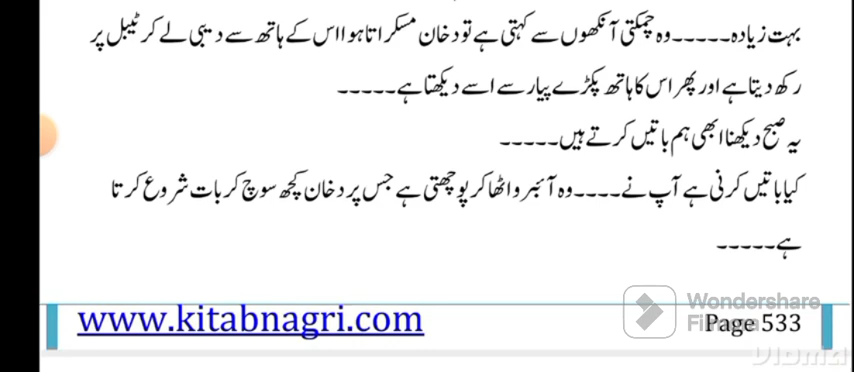 بہت زیادہ-----وہ چمکتی آنکھوں سے کہتی ہے تو دخان مسکراتا ہوا اس کے ہاتھ سے دیبی لے کر ٹیبل پر
رکھ دیتا ہے اور پھر اس کا ہاتھ پکڑے پیار سے اسے دیکھتا ہے-----
یہ صبح دیکھنا ابھی ہم باتیں کرتے ہیں-----
کیا باتیں کرنی ہے آپ نے----وہ آئبرو اٹھا کر پوچھتی ہے جس پر دخان کچھ سوچ کر بات شروع کرتا
ہے-----
www.kitabnagri.com
Page 533
Wondershare
Filmora